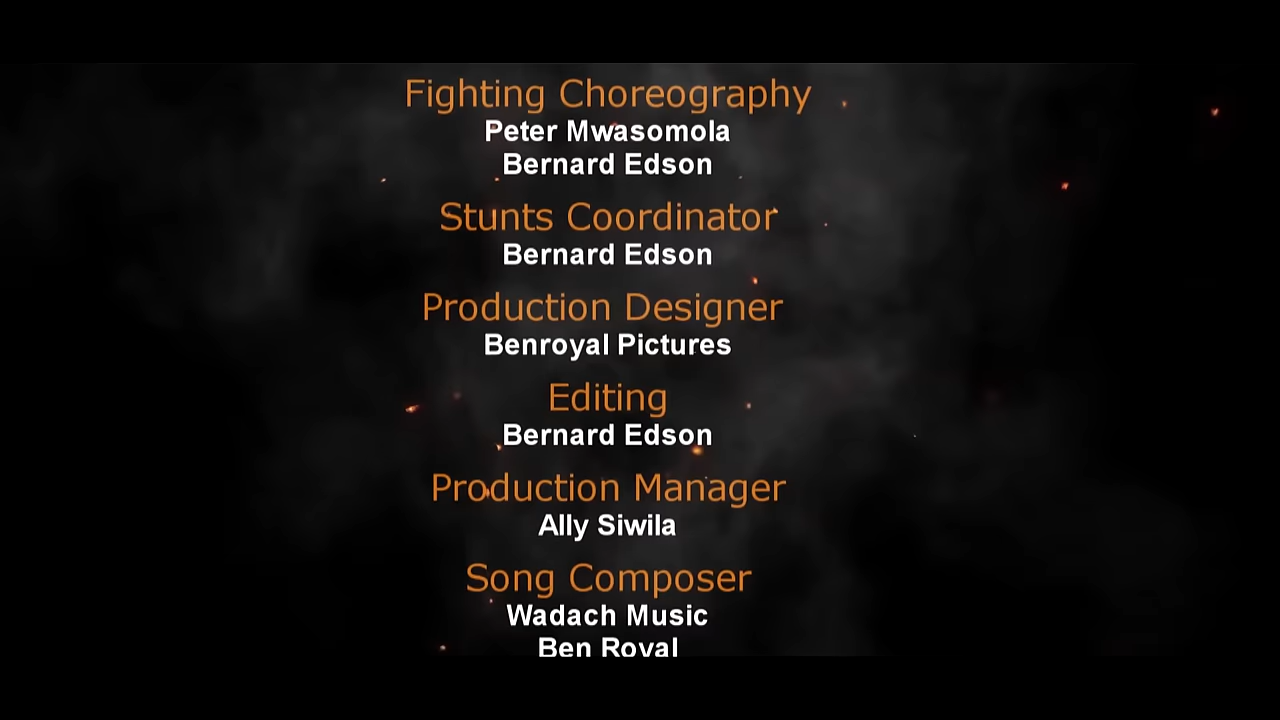 Fighting Choreography
Peter Mwasomola
Bernard Edson
Stunts Coordinator
Bernard Edson
Production Designer
Benroyal Pictures
Editing
Bernard Edson
Production Manager
Ally Siwila
Song Composer
Wadach Music
Ben Royal